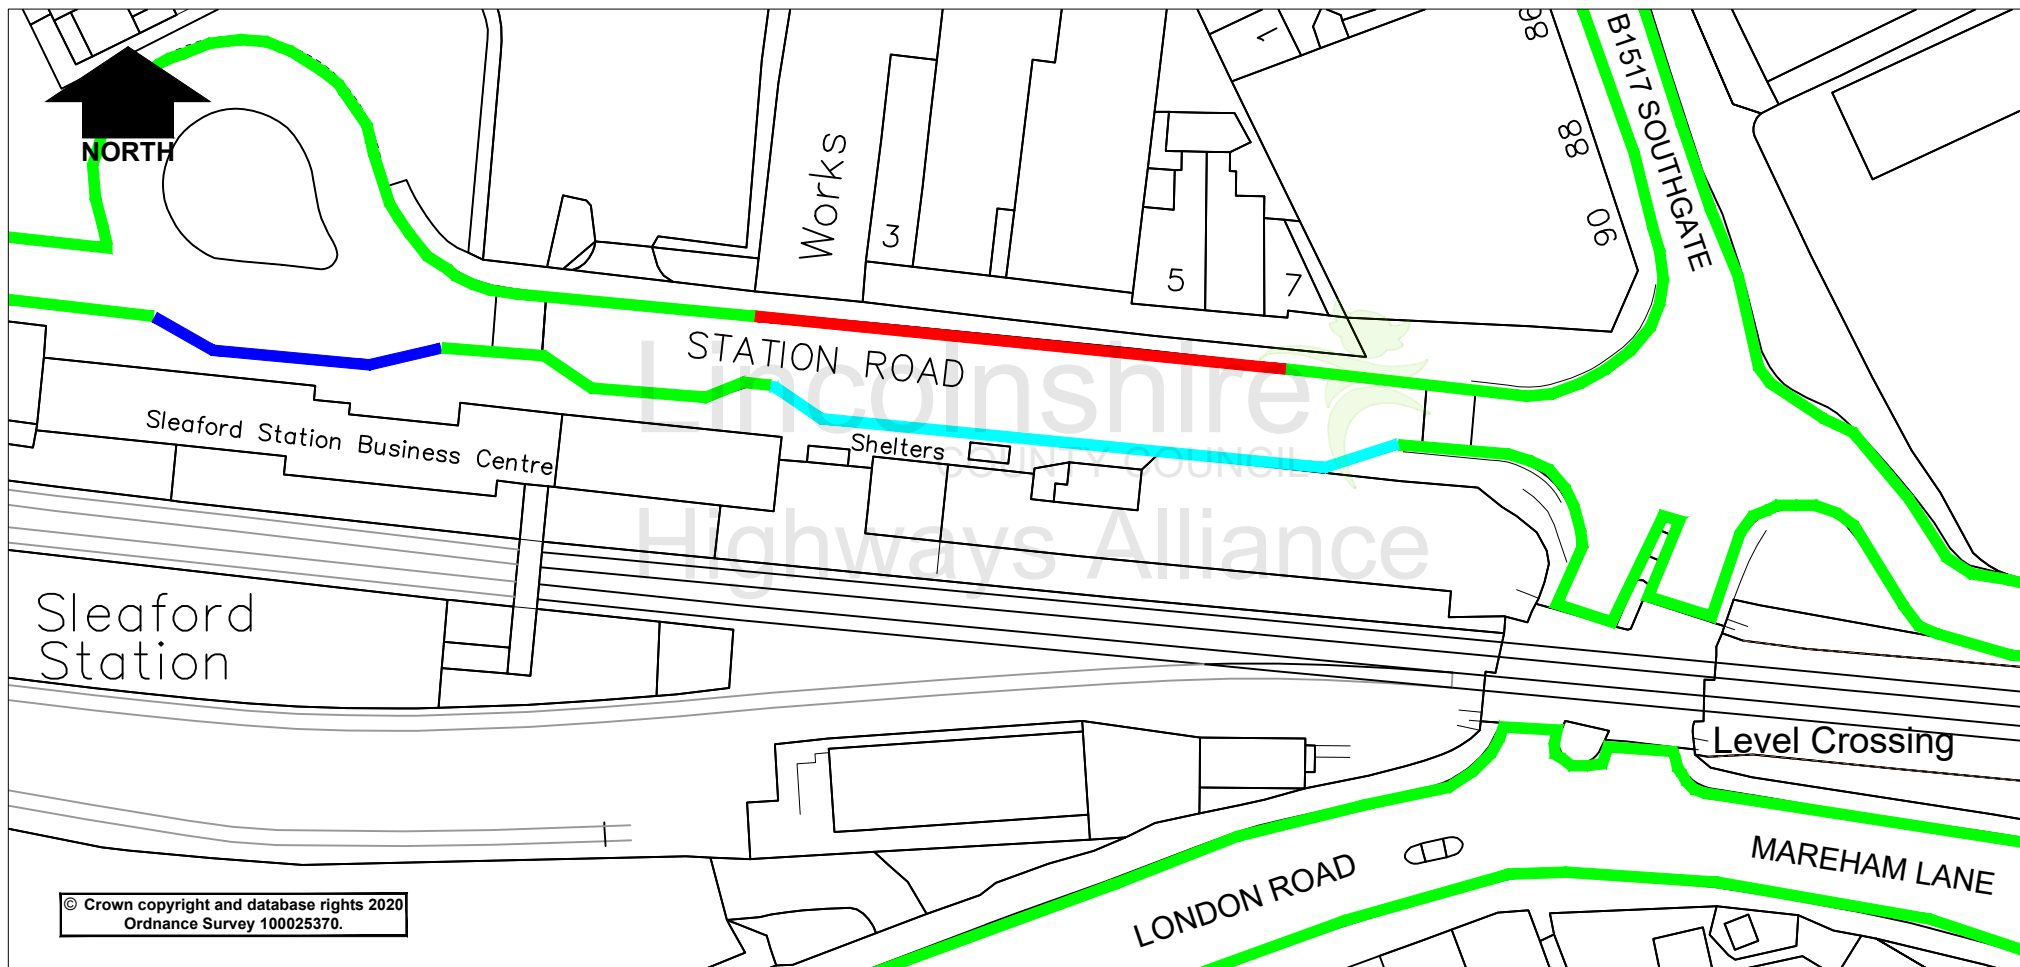 NORTH
Works
3
5
7
1
86
88
90
B1517 SOUTHGATE
STATION ROAD
Lincolnshire
COUNTY COUNCIL
Highways Alliance
Sleaford Station Business Centre
Shelters
Sleaford
Station
Level Crossing
LONDON ROAD
MAREHAM LANE
© Crown copyright and database rights 2020
Ordnance Survey 100025370.